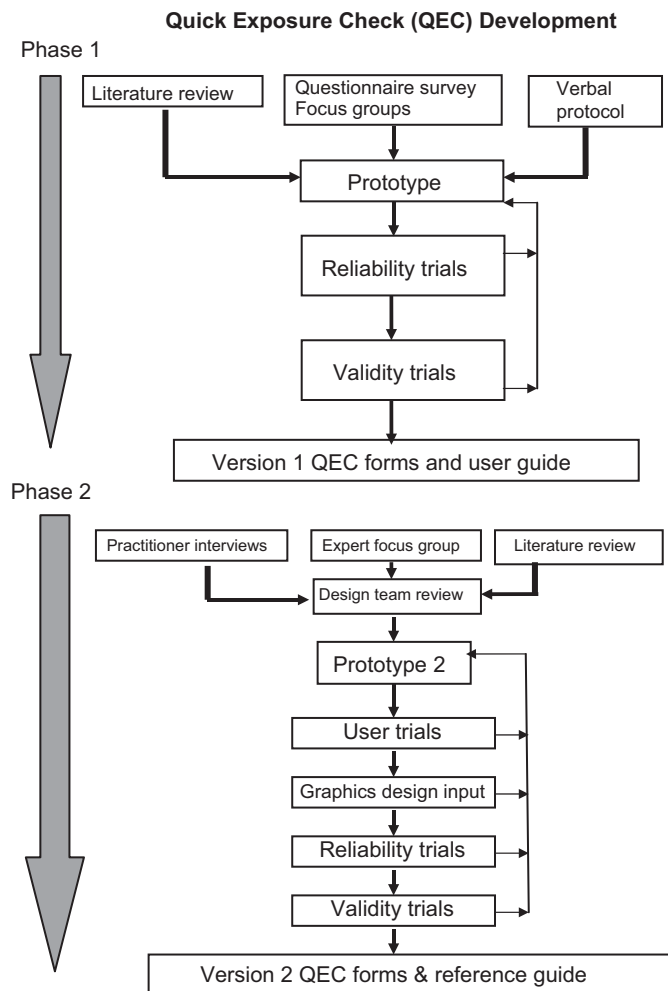 Quick Exposure Check (QEC) Development
Phase 1
Literature review
Questionnaire survey
Focus groups
Verbal
protocol
Prototype
Reliability trials
Validity trials
Version 1 QEC forms and user guide
Phase 2
Practitioner interviews
Expert focus group
Literature review
Design team review
Prototype 2
User trials
Graphics design input
Reliability trials
Validity trials
Version 2 QEC forms & reference guide